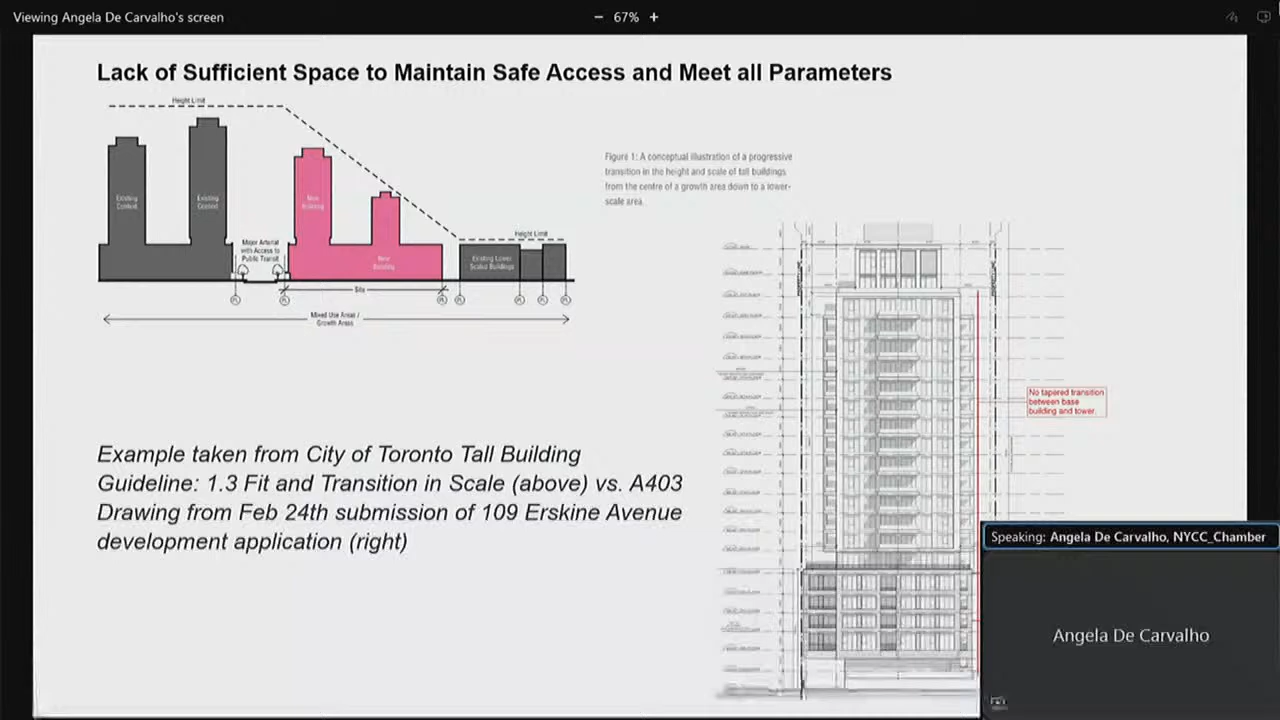 Viewing Angela De Carvalho's screen
− 67% +
Lack of Sufficient Space to Maintain Safe Access and Meet all Parameters
Height Limit
Existing
Context
Existing
Context
New
Building
Major Arterial
with Access to
Public Transit
New
Building
Height Limit
Existing Lower
Scaled Buildings
Site
Mixed Use Areas /
Growth Areas
Figure 1: A conceptual illustration of a progressive
transition in the height and scale of tall buildings
from the centre of a growth area down to a lower-
scale area.
No tapered transition
between base
building and tower.
Example taken from City of Toronto Tall Building
Guideline: 1.3 Fit and Transition in Scale (above) vs. A403
Drawing from Feb 24th submission of 109 Erskine Avenue
development application (right)
Speaking: Angela De Carvalho, NYCC_Chamber
Angela De Carvalho